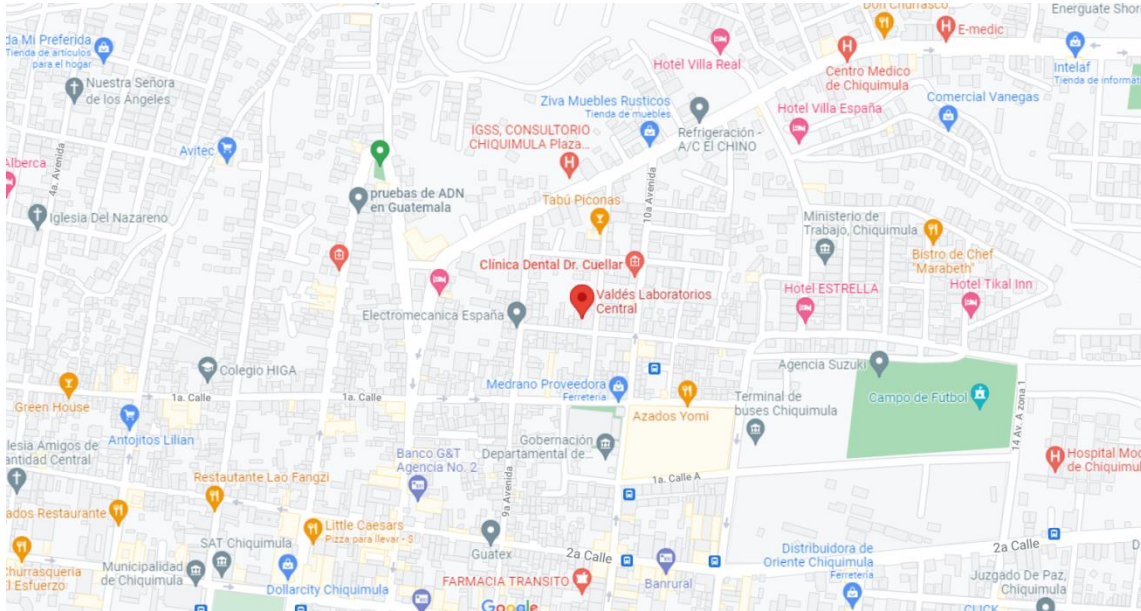 Don Churrasco
Energuate Shor
E-medic
da Mi Preferida
Tienda de artículos
para el hogar
Hotel Villa Real
Centro Medico
de Chiquimula
Intelaf
Tienda de informáti
Nuestra Señora
de los Ángeles
Ziva Muebles Rusticos
Tienda de muebles
Hotel Villa España
Comercial Vanegas
IGSS, CONSULTORIO
CHIQUIMULA Plaza...
Refrigeración -
A/C El CHINO
Avitec
Alberca
4a. Avenida
pruebas de ADN
en Guatemala
Tabú Piconas
10a Avenida
Iglesia Del Nazareno
Ministerio de
Trabajo, Chiquimula
Bistro de Chef
"Marabeth"
Clínica Dental Dr. Cuellar
Hotel ESTRELLA
Hotel Tikal Inn
Valdés Laboratorios
Central
Electromecanica España
Colegio HIGA
Agencia Suzuki
Medrano Proveedora
Ferretería
1a. Calle
1a. Calle
Green House
Azados Yomi
Terminal de
buses Chiquimula
Campo de Futbol
14 Av. A zona 1
Antojitos Lilian
Gobernación
Departamental de...
lesia Amigos de
antidad Central
Banco G&T
Agencia No. 2
Hospital Moc
de Chiquimul
Restaurante Lao Fangzi
1a. Calle A
9a Avenida
ados Restaurante
Little Caesars
Pizza para llevar - $
SAT Chiquimula
Guatex
2a Calle
2a Calle
Distribuidora de
Oriente Chiquimula
Ferretería
Churrasqueria
El Esfuerzo
Municipalidad
de Chiquimula
Dollarcity Chiquimula
FARMACIA TRANSITO
Banrural
Juzgado De Paz,
Chiquimula
Google
CLICK